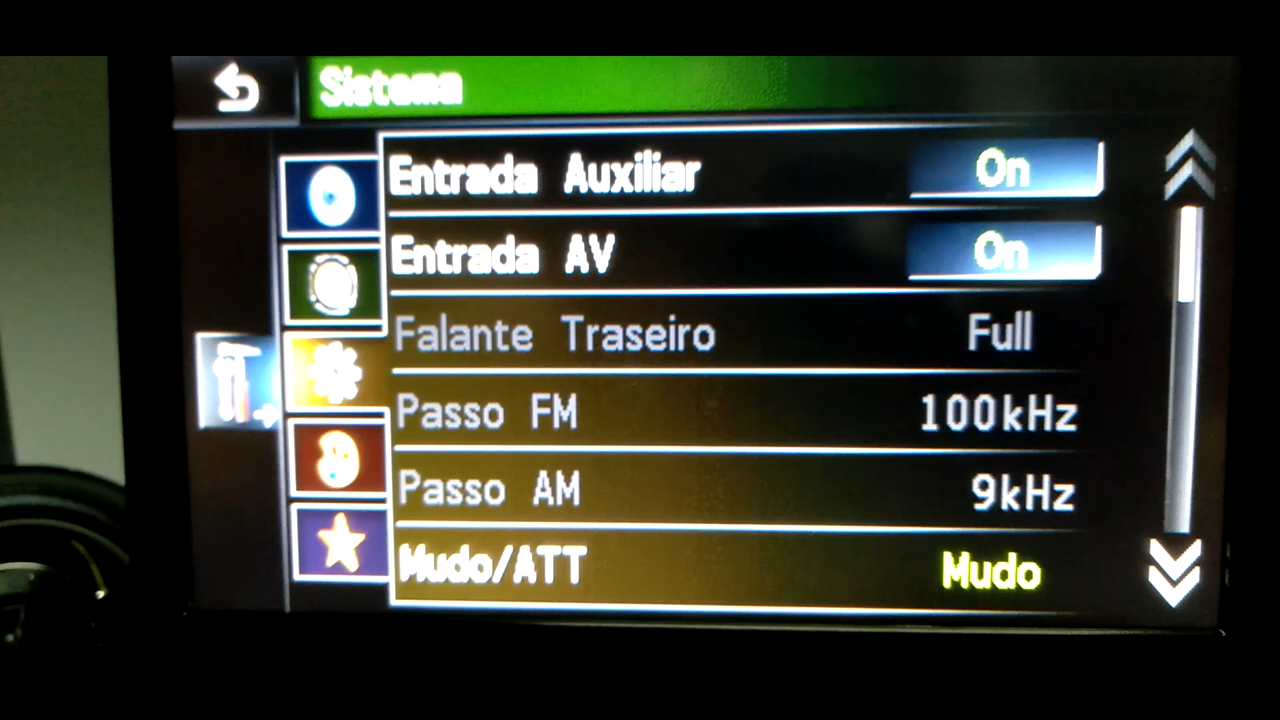 Sistema
Entrada Auxiliar On
Entrada AV On
Falante Traseiro Full
Passo FM 100kHz
Passo AM 9kHz
Mudo/ATT Mudo